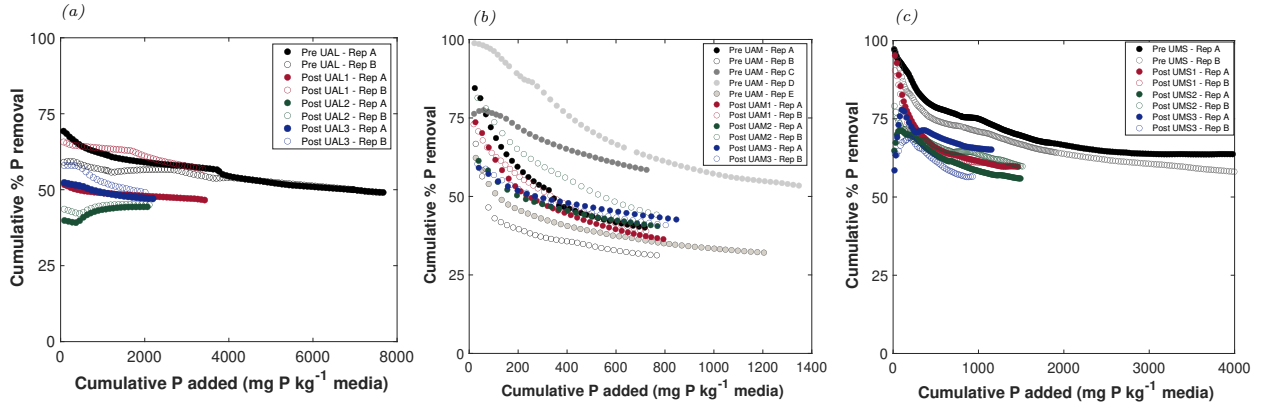 (a)
100
75
50
25
0
0 2000 4000 6000 8000
Cumulative % P removal
Cumulative P added (mg P kg-1 media)
Pre UAL - Rep A
Pre UAL - Rep B
Post UAL1 - Rep A
Post UAL1 - Rep B
Post UAL2 - Rep A
Post UAL2 - Rep B
Post UAL3 - Rep A
Post UAL3 - Rep B
(b)
100
75
50
25
0
0 200 400 600 800 1000 1200 1400
Cumulative % P removal
Cumulative P added (mg P kg-1 media)
Pre UAM - Rep A
Pre UAM - Rep B
Pre UAM - Rep C
Pre UAM - Rep D
Pre UAM - Rep E
Post UAM1 - Rep A
Post UAM1 - Rep B
Post UAM2 - Rep A
Post UAM2 - Rep B
Post UAM3 - Rep A
Post UAM3 - Rep B
(c)
100
75
50
25
0
0 1000 2000 3000 4000
Cumulative % P removal
Cumulative P added (mg P kg-1 media)
Pre UMS - Rep A
Pre UMS - Rep B
Post UMS1 - Rep A
Post UMS1 - Rep B
Post UMS2 - Rep A
Post UMS2 - Rep B
Post UMS3 - Rep A
Post UMS3 - Rep B